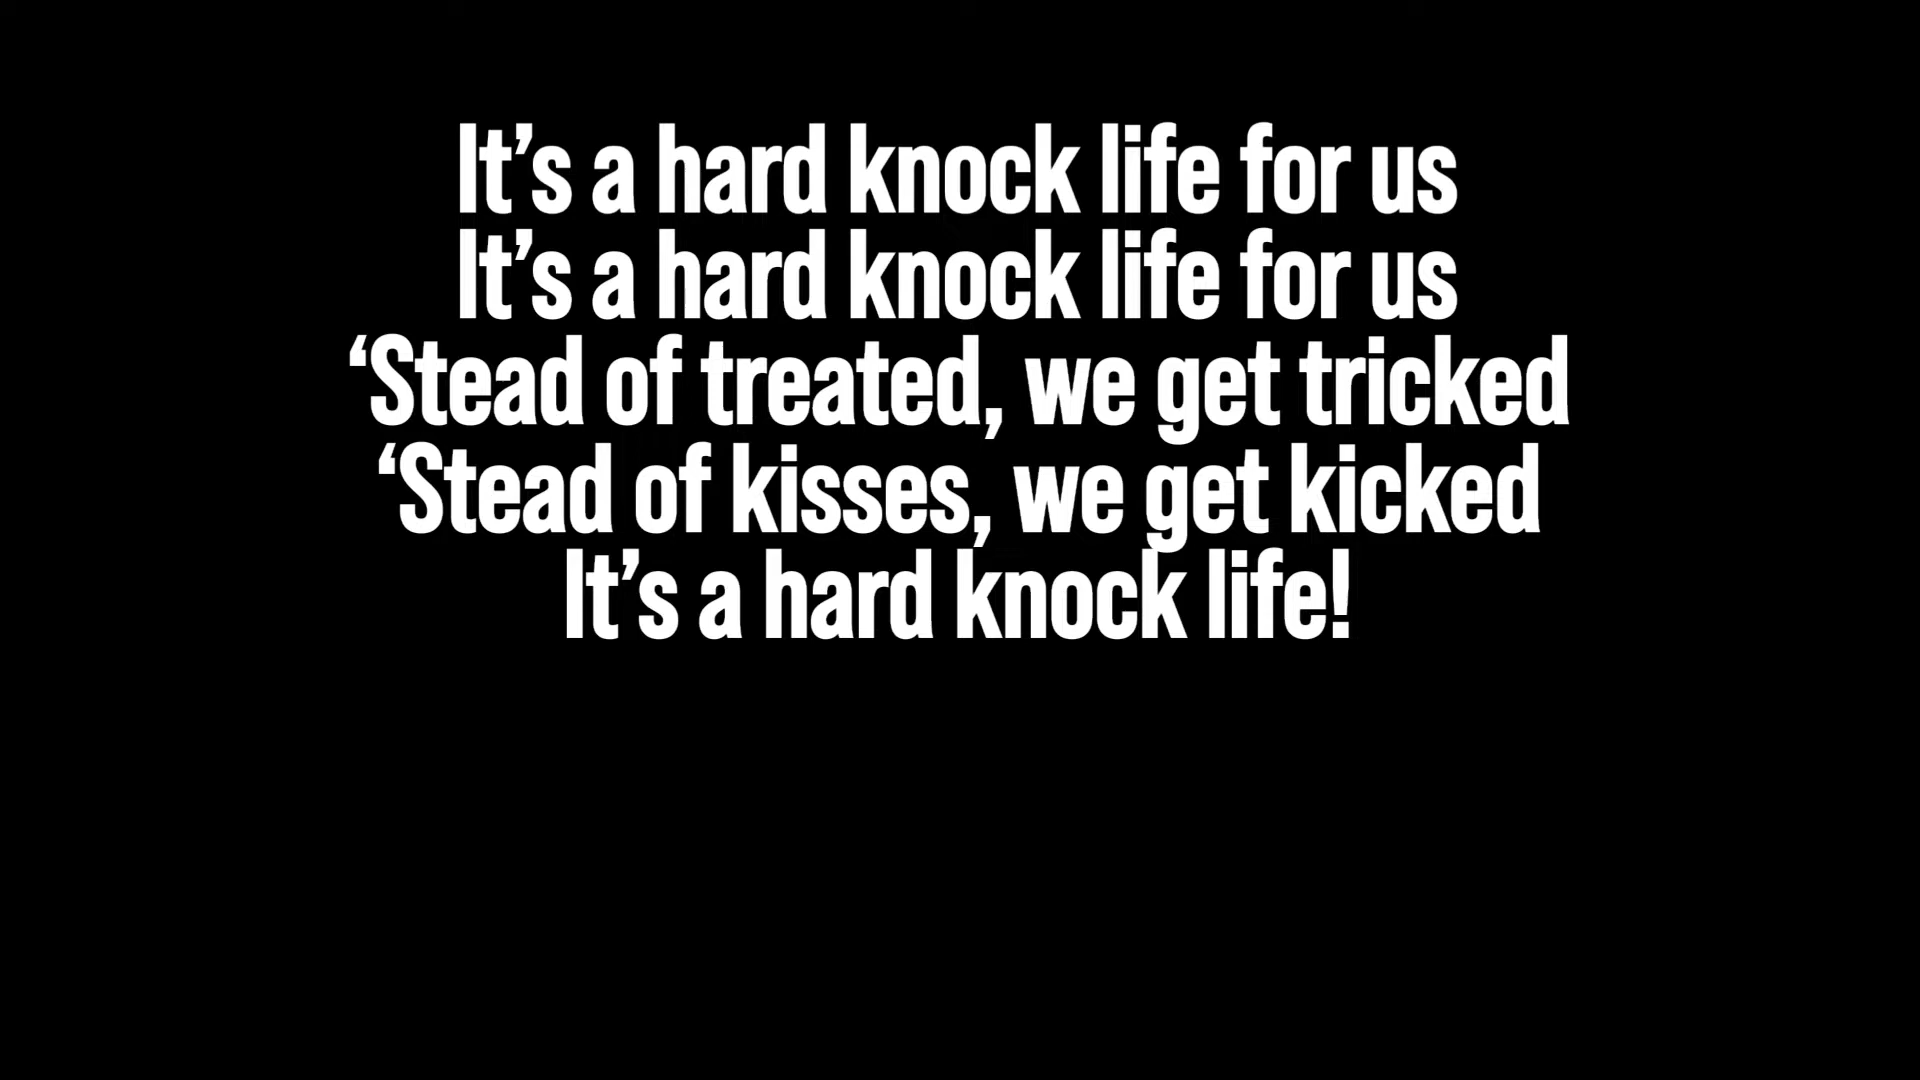 It’s a hard knock life for us
It’s a hard knock life for us
‘Stead of treated, we get tricked
‘Stead of kisses, we get kicked
It’s a hard knock life!